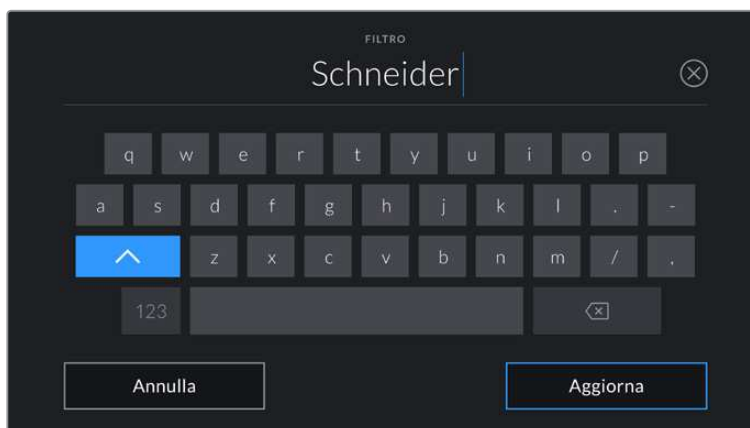 FILTRO
Schneider
q w e r t y u i o p
a s d f g h j k l . -
z x c v b n m / ,
123
Annulla Aggiorna